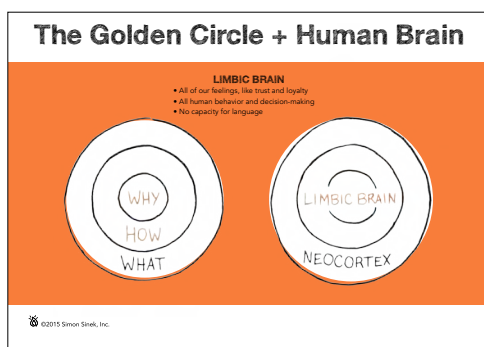 The Golden Circle + Human Brain
LIMBIC BRAIN
• All of our feelings, like trust and loyalty
• All human behavior and decision-making
• No capacity for language
WHY
HOW
WHAT
LIMBIC BRAIN
NEOCORTEX
©2015 Simon Sinek, Inc.